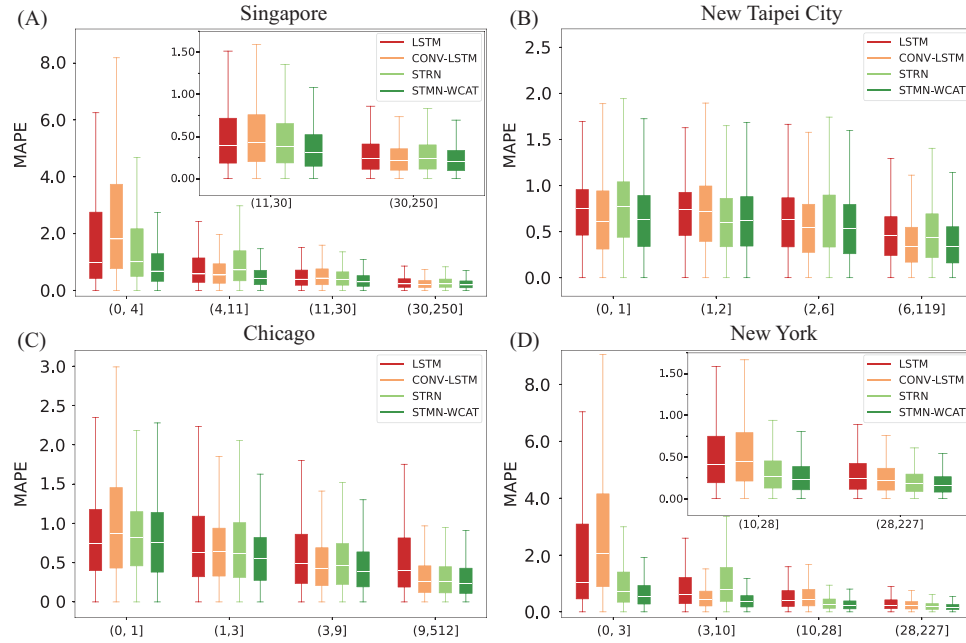 (A) Singapore
MAPE
8.0
6.0
4.0
2.0
0.0
1.50
1.00
0.50
0.00
(11,30] (30,250]
LSTM
CONV-LSTM
STRN
STMN-WCAT
(0, 4] (4,11] (11,30] (30,250]
(B) New Taipei City
MAPE
2.5
2.0
1.5
1.0
0.5
0.0
LSTM
CONV-LSTM
STRN
STMN-WCAT
(0, 1] (1,2] (2,6] (6,119]
(C) Chicago
MAPE
3.0
2.5
2.0
1.5
1.0
0.5
0.0
LSTM
CONV-LSTM
STRN
STMN-WCAT
(0, 1] (1,3] (3,9] (9,512]
(D) New York
MAPE
8.0
6.0
4.0
2.0
0.0
1.50
1.00
0.50
0.00
(10,28] (28,227]
LSTM
CONV-LSTM
STRN
STMN-WCAT
(0, 3] (3,10] (10,28] (28,227]